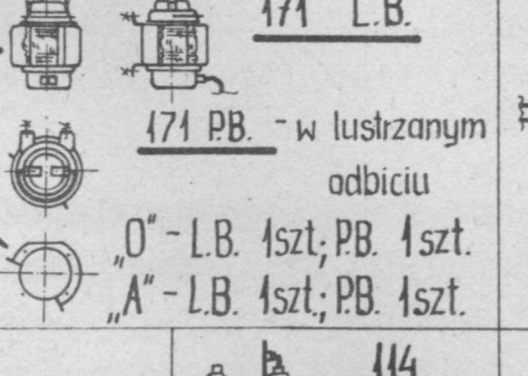 171 L.B.
171 P.B. - w lustrzanym
odbiciu
„O" - L.B. 1szt; P.B. 1szt.
„A" - L.B. 1szt.; P.B. 1szt.
114